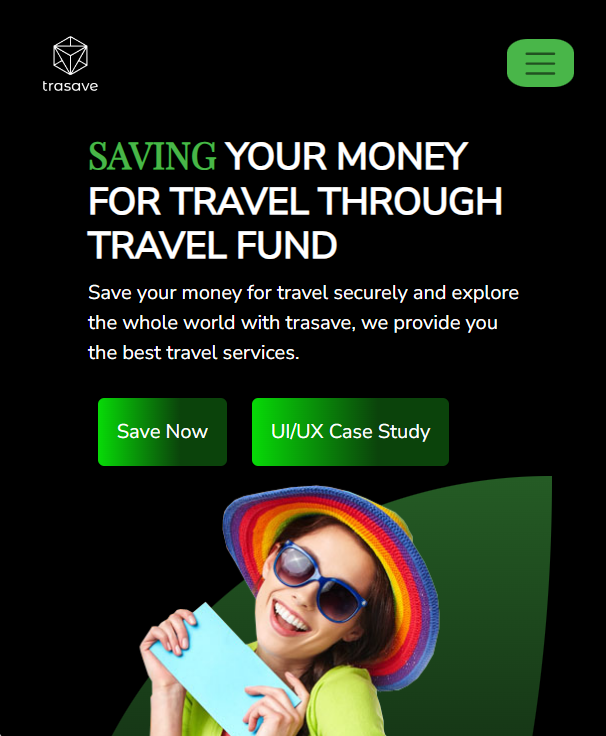 trasave
SAVING YOUR MONEY
FOR TRAVEL THROUGH
TRAVEL FUND
Save your money for travel securely and explore
the whole world with trasave, we provide you
the best travel services.
Save Now
UI/UX Case Study